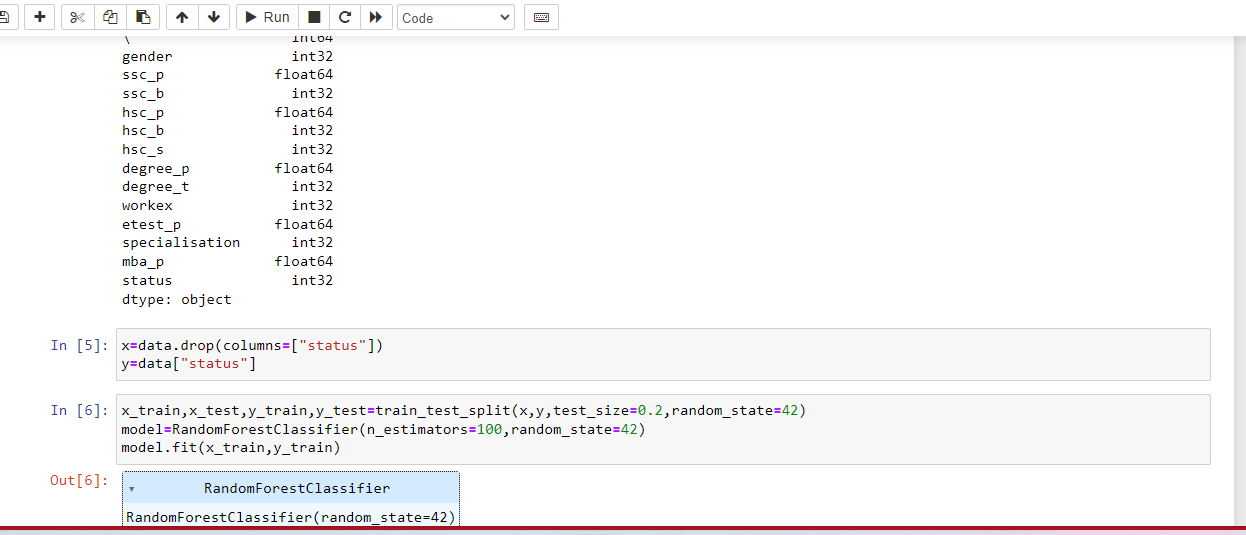 Run
Code
\ int64
gender int32
ssc_p float64
ssc_b int32
hsc_p float64
hsc_b int32
hsc_s int32
degree_p float64
degree_t int32
workex int32
etest_p float64
specialisation int32
mba_p float64
status int32
dtype: object
In [5]: x=data.drop(columns=["status"])
y=data["status"]
In [6]: x_train,x_test,y_train,y_test=train_test_split(x,y,test_size=0.2,random_state=42)
model=RandomForestClassifier(n_estimators=100,random_state=42)
model.fit(x_train,y_train)
Out[6]:
RandomForestClassifier
RandomForestClassifier(random_state=42)